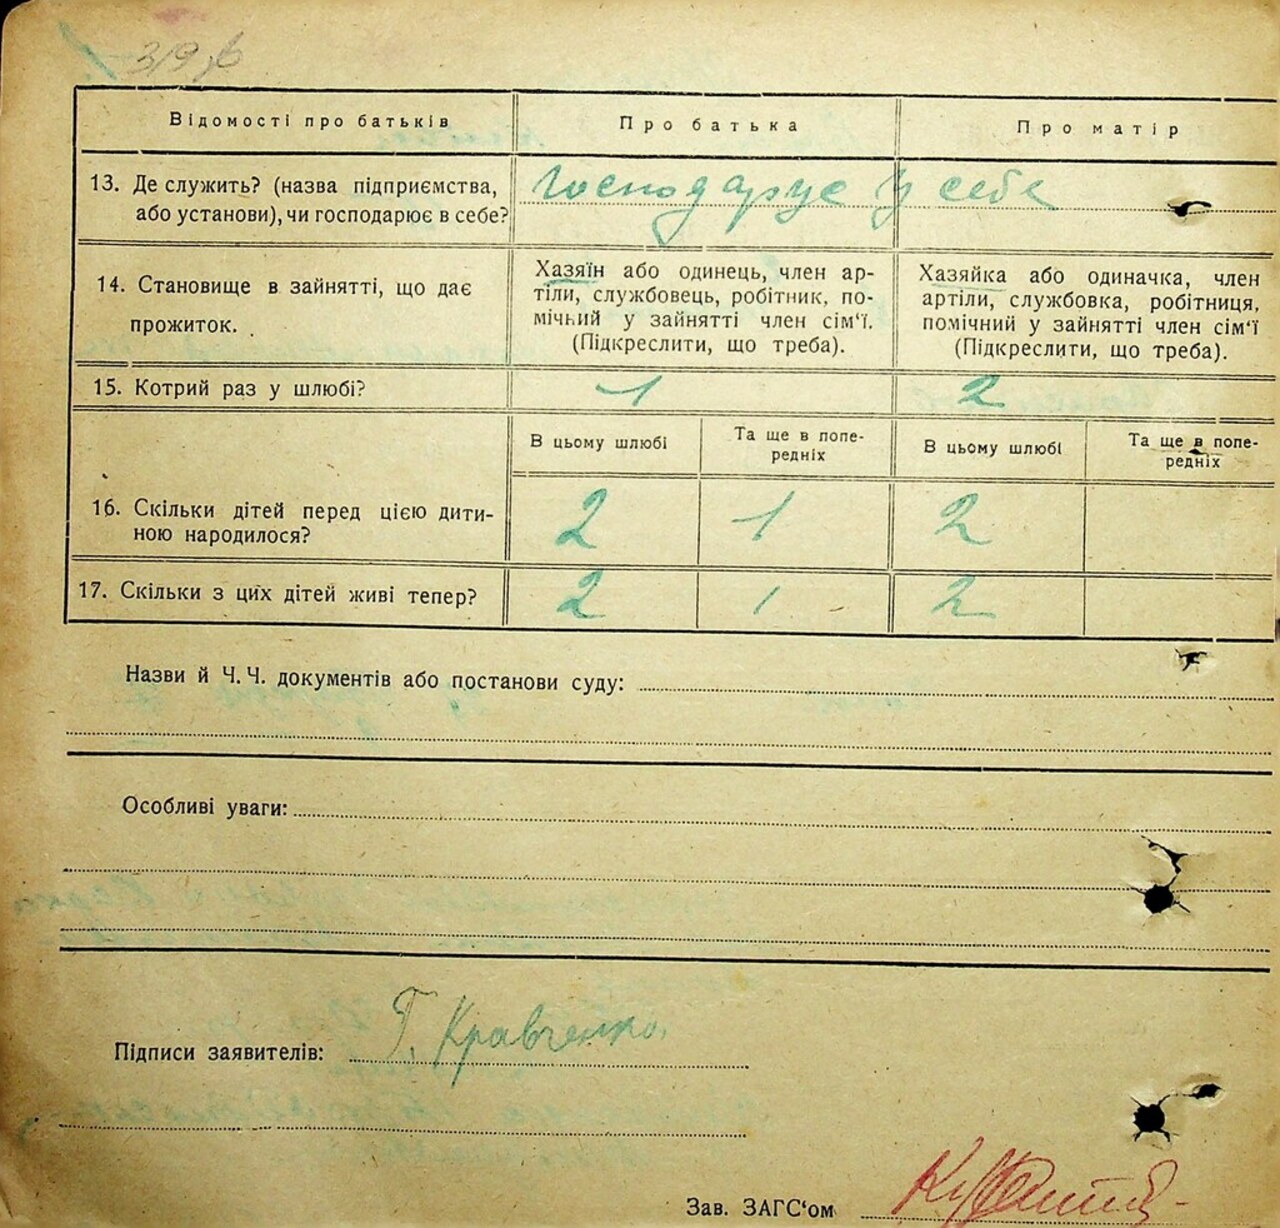 319
Відомості про батьків
Про батька
Про матір
13. Де служить? (назва підприємства,
або установи), чи господарює в себе?
Господарує у себе
14. Становище в зайнятті, що дає
прожиток.
Хазяїн або одинець, член ар-
тіли, службовець, робітник, по-
мічний у зайнятті член сім‘ї.
(Підкреслити, що треба).
Хазяйка або одиначка, член
артіли, службовка, робітниця,
помічний у зайнятті член сім‘ї
(Підкреслити, що треба).
15. Котрий раз у шлюбі?
1
2
В цьому шлюбі
Та ще в попе-
редніх
В цьому шлюбі
Та ще в попе-
редніх
16. Скільки дітей перед цією дити-
ною народилося?
2
1
2
17. Скільки з цих дітей живі тепер?
2
1
2
Назви й Ч. Ч. документів або постанови суду:
Особливі уваги:
Підписи заявителів:
Г. Кравченко
Зав. ЗАГС‘ом